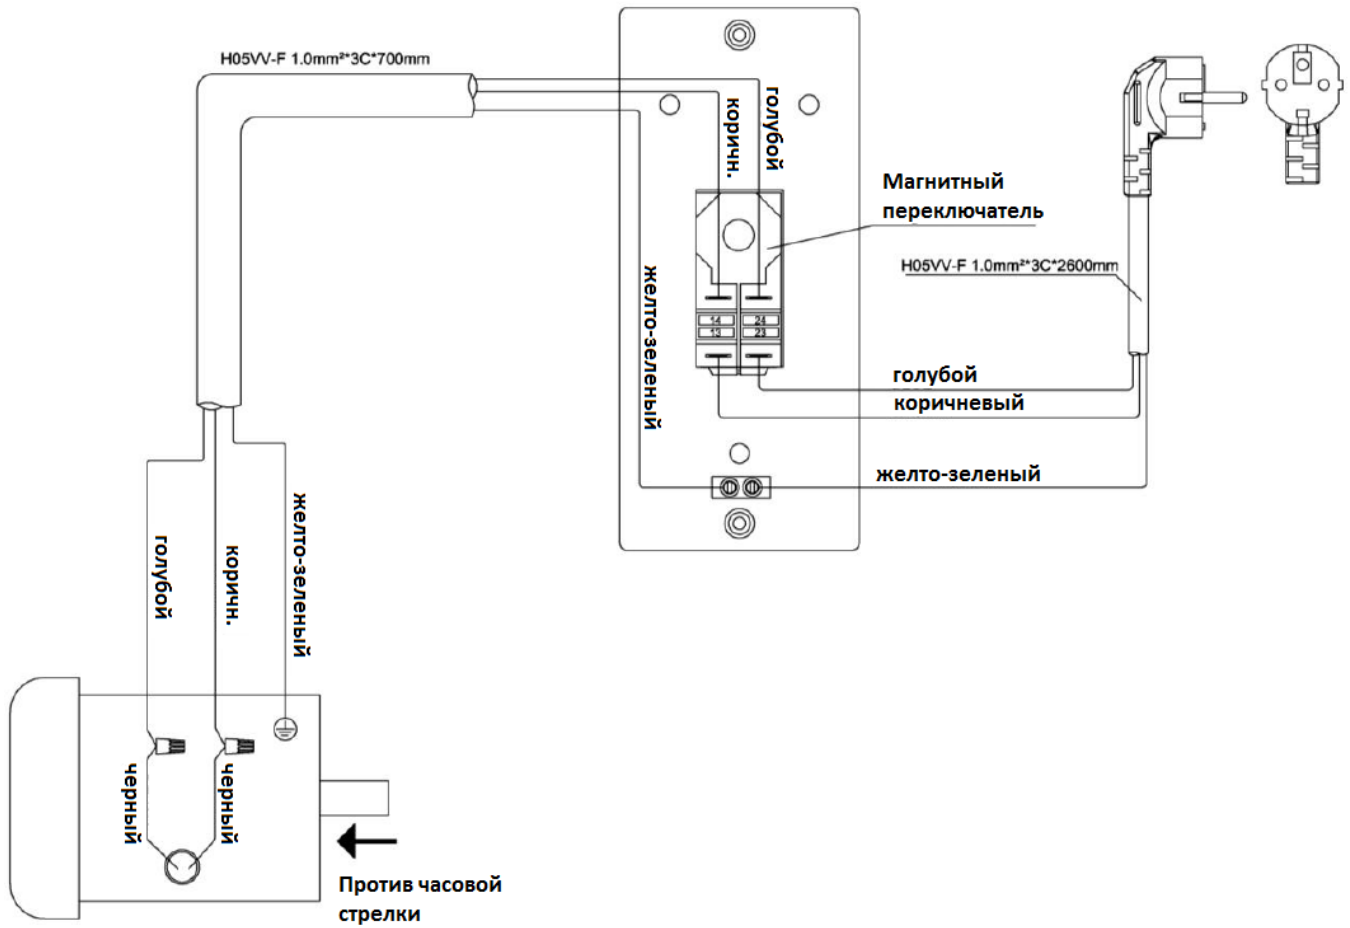 H05VV-F 1.0mm²*3C*700mm
коричн.
голубой
Магнитный
переключатель
H05VV-F 1.0mm²*3C*2600mm
желто-зеленый
14
24
13
23
голубой
коричневый
желто-зеленый
голубой
коричн.
желто-зеленый
черный
черный
Против часовой
стрелки